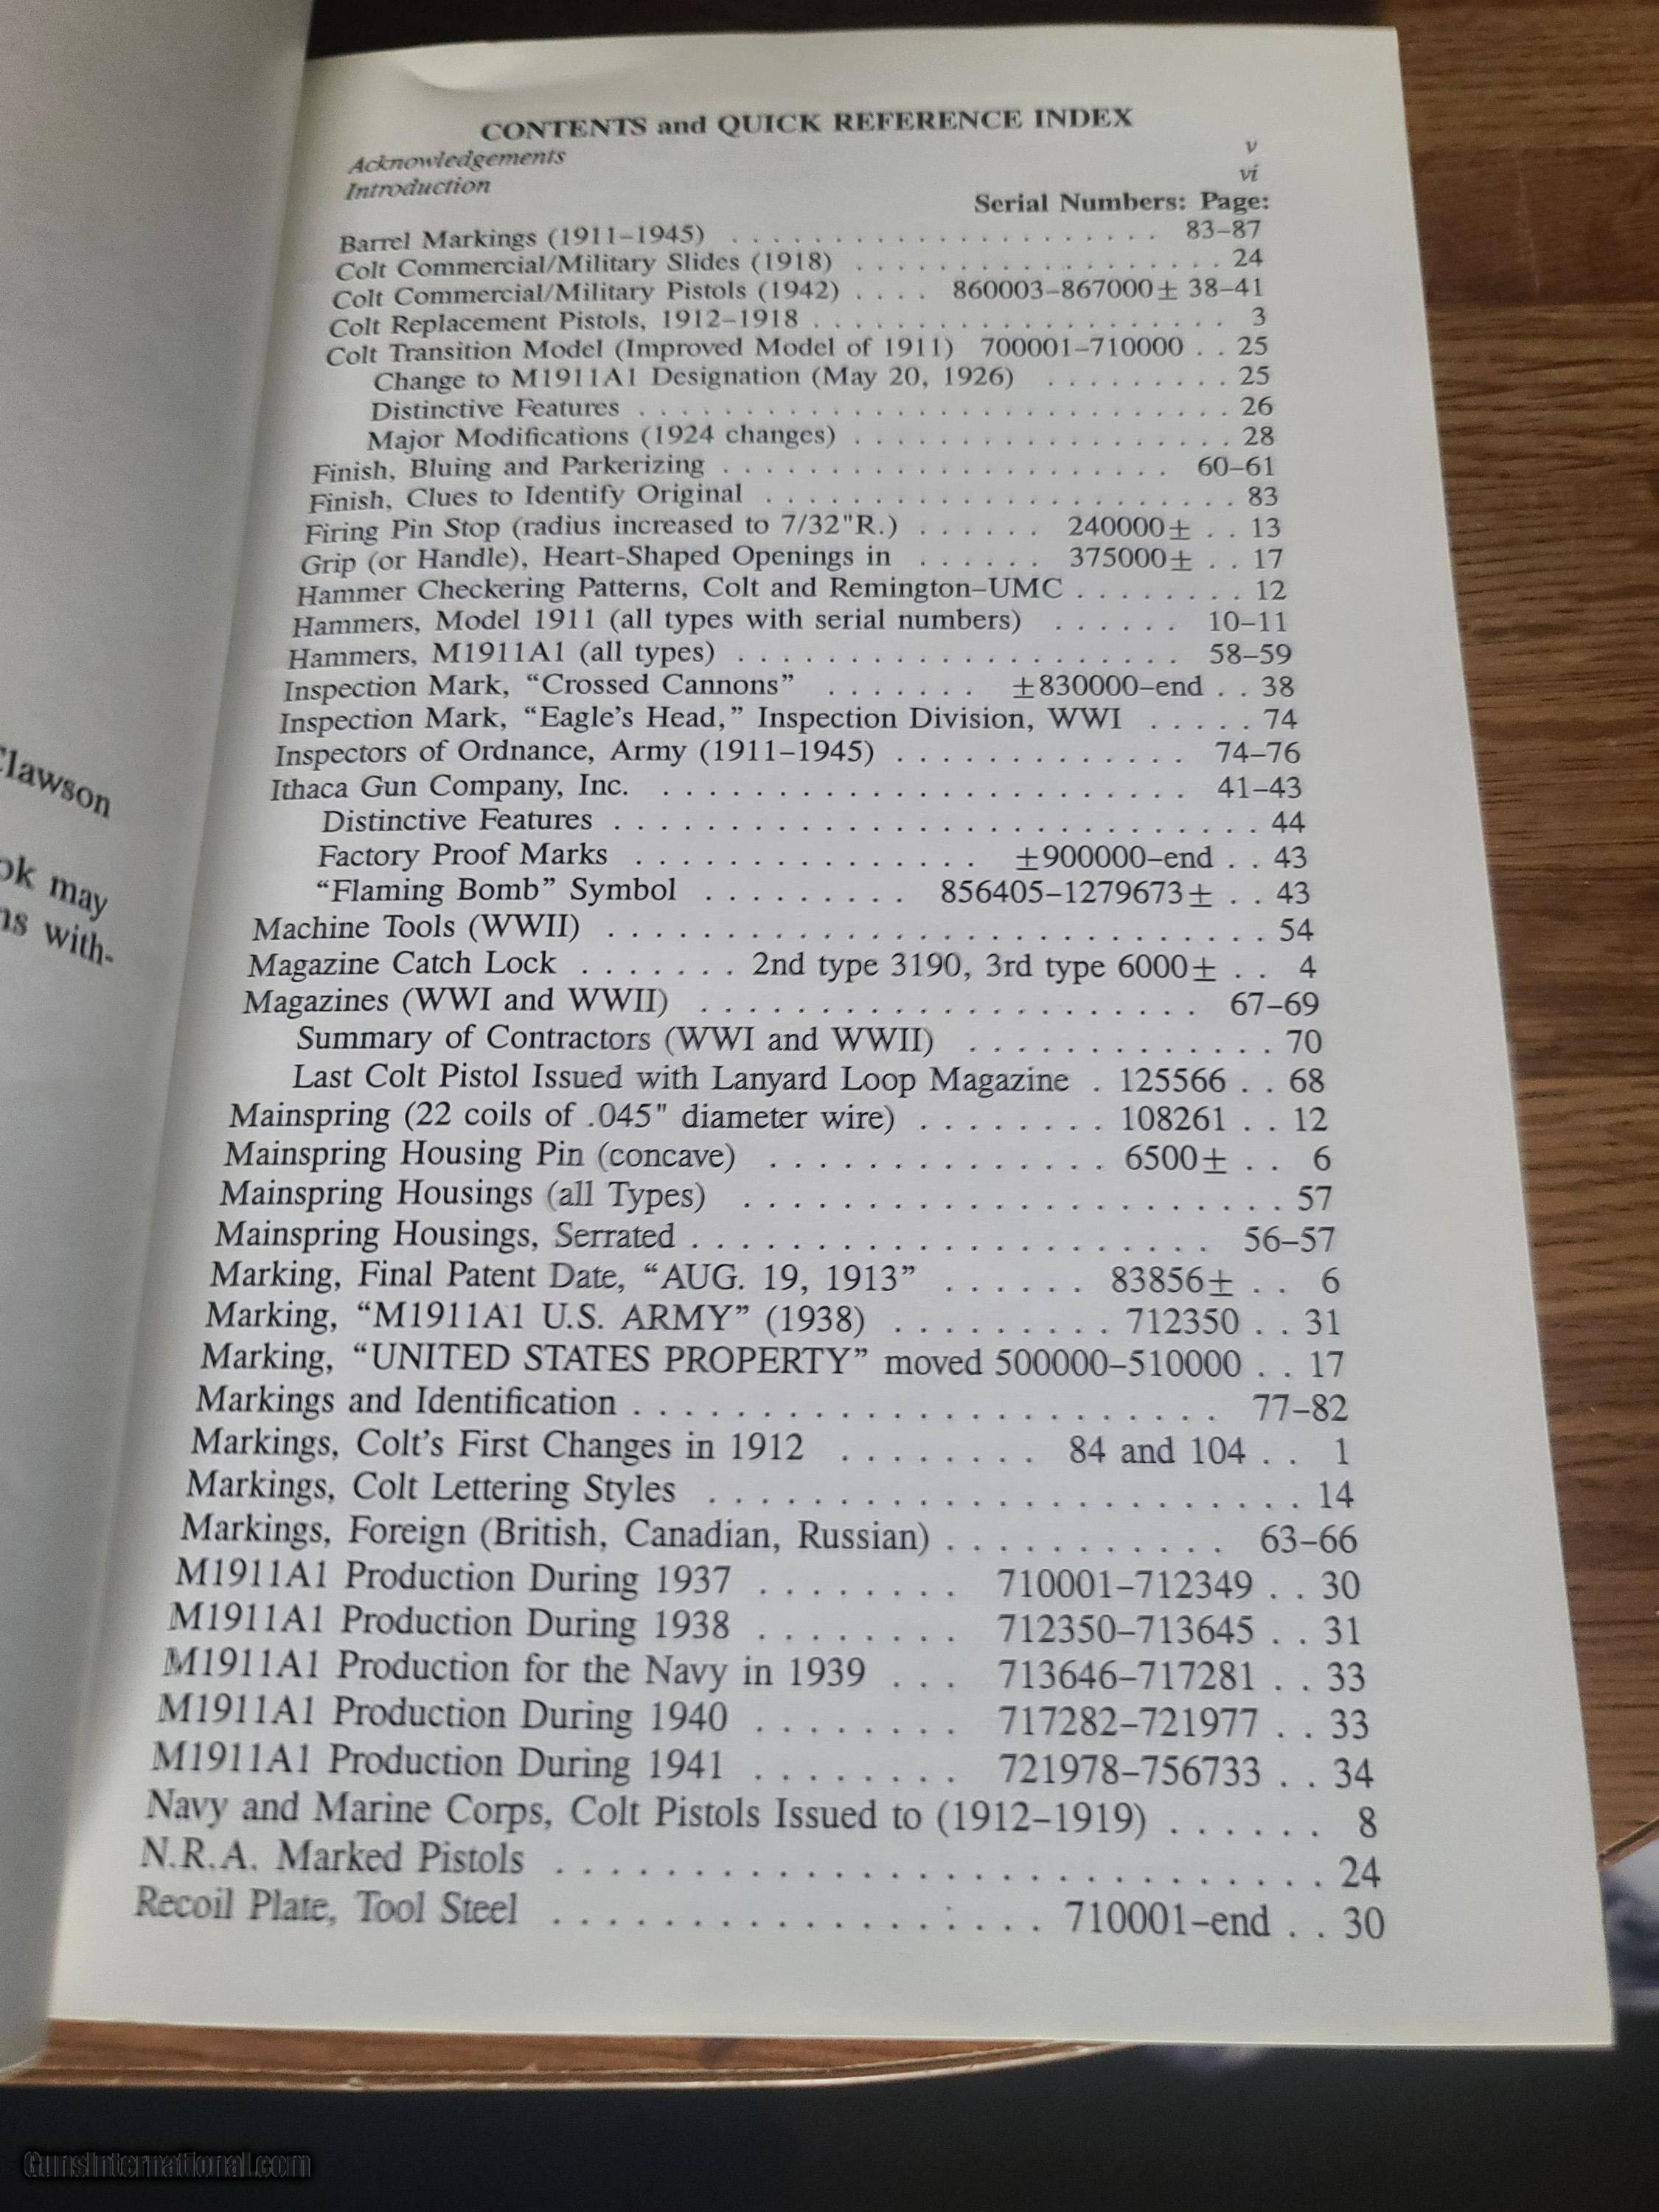 CONTENTS and QUICK REFERENCE INDEX
Acknowledgements v
Introduction vi
Serial Numbers: Page:
Barrel Markings (1911–1945) . . . . . . . . . . . . . . . . . . 83–87
Colt Commercial/Military Slides (1918) . . . . . . . . . . . . . . . . 24
Colt Commercial/Military Pistols (1942) . . . . 860003–867000± 38–41
Colt Replacement Pistols, 1912–1918 . . . . . . . . . . . . . . . . . . 3
Colt Transition Model (Improved Model of 1911) 700001–710000 . . 25
Change to M1911A1 Designation (May 20, 1926) . . . . . . . . . 25
Distinctive Features . . . . . . . . . . . . . . . . . . . . . . . . . . 26
Major Modifications (1924 changes) . . . . . . . . . . . . . . . . . 28
Finish, Bluing and Parkerizing . . . . . . . . . . . . . . . . . . . 60–61
Finish, Clues to Identify Original . . . . . . . . . . . . . . . . . . . . 83
Firing Pin Stop (radius increased to 7/32"R.) . . . . . . 240000± . . 13
Grip (or Handle), Heart-Shaped Openings in . . . . . . 375000± . . 17
Hammer Checkering Patterns, Colt and Remington–UMC . . . . . . . . 12
Hammers, Model 1911 (all types with serial numbers) . . . . . . 10–11
Hammers, M1911A1 (all types) . . . . . . . . . . . . . . . . . . . 58–59
Inspection Mark, “Crossed Cannons” . . . . . . . ±830000–end . . 38
Inspection Mark, “Eagle’s Head,” Inspection Division, WWI . . . . . 74
Inspectors of Ordnance, Army (1911–1945) . . . . . . . . . . . . . 74–76
Ithaca Gun Company, Inc. . . . . . . . . . . . . . . . . . . . . . . . 41–43
Distinctive Features . . . . . . . . . . . . . . . . . . . . . . . . . . . . 44
Factory Proof Marks . . . . . . . . . . . . . . . ±900000–end . . 43
“Flaming Bomb” Symbol . . . . . . . . . 856405–1279673± . . 43
Machine Tools (WWII) . . . . . . . . . . . . . . . . . . . . . . . . . . . . 54
Magazine Catch Lock . . . . . . . 2nd type 3190, 3rd type 6000± . . 4
Magazines (WWI and WWII) . . . . . . . . . . . . . . . . . . . . . 67–69
Summary of Contractors (WWI and WWII) . . . . . . . . . . . . . 70
Last Colt Pistol Issued with Lanyard Loop Magazine . 125566 . . 68
Mainspring (22 coils of .045" diameter wire) . . . . . . . . 108261 . . 12
Mainspring Housing Pin (concave) . . . . . . . . . . . . . . 6500± . . 6
Mainspring Housings (all Types) . . . . . . . . . . . . . . . . . . . . . . 57
Mainspring Housings, Serrated . . . . . . . . . . . . . . . . . . . . . 56–57
Marking, Final Patent Date, “AUG. 19, 1913” . . . . . . 83856± . . 6
Marking, “M1911A1 U.S. ARMY” (1938) . . . . . . . . . 712350 . . 31
Marking, “UNITED STATES PROPERTY” moved 500000–510000 . . 17
Markings and Identification . . . . . . . . . . . . . . . . . . . . . . . 77–82
Markings, Colt’s First Changes in 1912 . . . . . . . . 84 and 104 . . 1
Markings, Colt Lettering Styles . . . . . . . . . . . . . . . . . . . . . . . 14
Markings, Foreign (British, Canadian, Russian) . . . . . . . . . . . 63–66
M1911A1 Production During 1937 . . . . . . . . 710001–712349 . . 30
M1911A1 Production During 1938 . . . . . . . . 712350–713645 . . 31
M1911A1 Production for the Navy in 1939 . . . 713646–717281 . . 33
M1911A1 Production During 1940 . . . . . . . . 717282–721977 . . 33
M1911A1 Production During 1941 . . . . . . . . 721978–756733 . . 34
Navy and Marine Corps, Colt Pistols Issued to (1912–1919) . . . . . . 8
N.R.A. Marked Pistols . . . . . . . . . . . . . . . . . . . . . . . . . . . 24
Recoil Plate, Tool Steel . . . . . . . . . . . . . . . . . . . 710001–end . . 30
Clawson
ok may
ns with-
GunsInternational.com